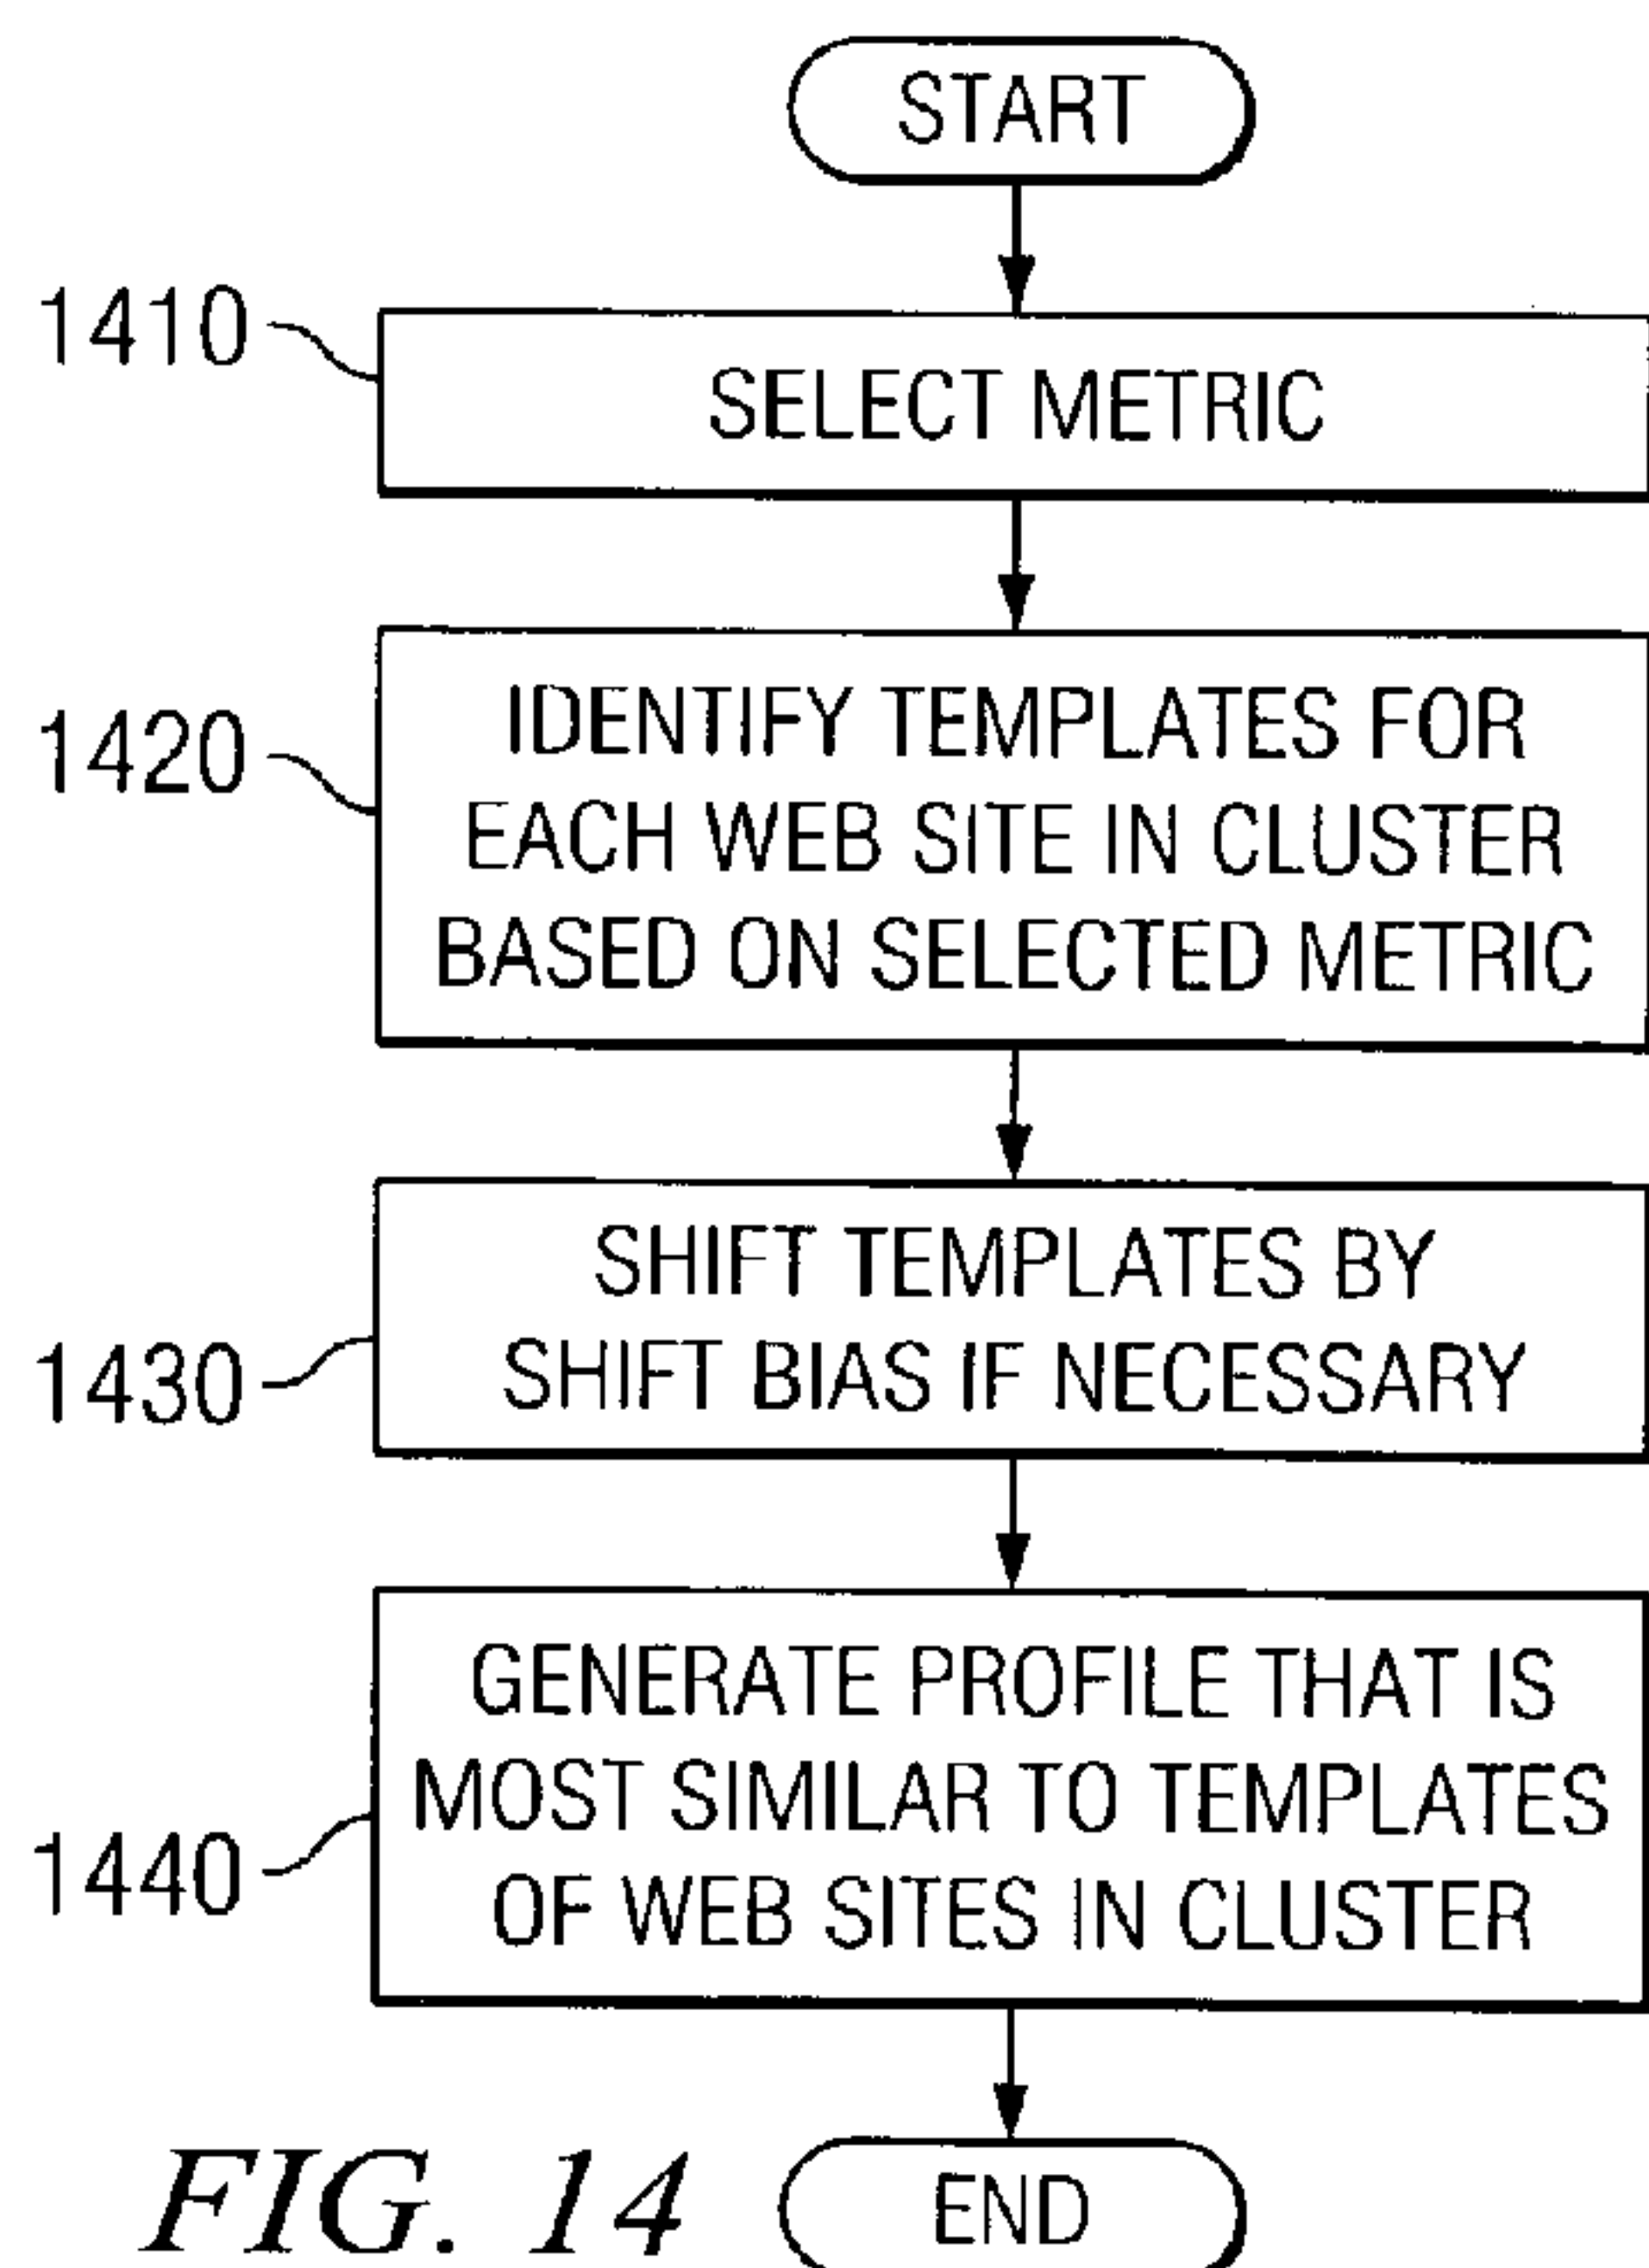 START
1410
SELECT METRIC
1420
IDENTIFY TEMPLATES FOR
EACH WEB SITE IN CLUSTER
BASED ON SELECTED METRIC
1430
SHIFT TEMPLATES BY
SHIFT BIAS IF NECESSARY
1440
GENERATE PROFILE THAT IS
MOST SIMILAR TO TEMPLATES
OF WEB SITES IN CLUSTER
FIG. 14
END